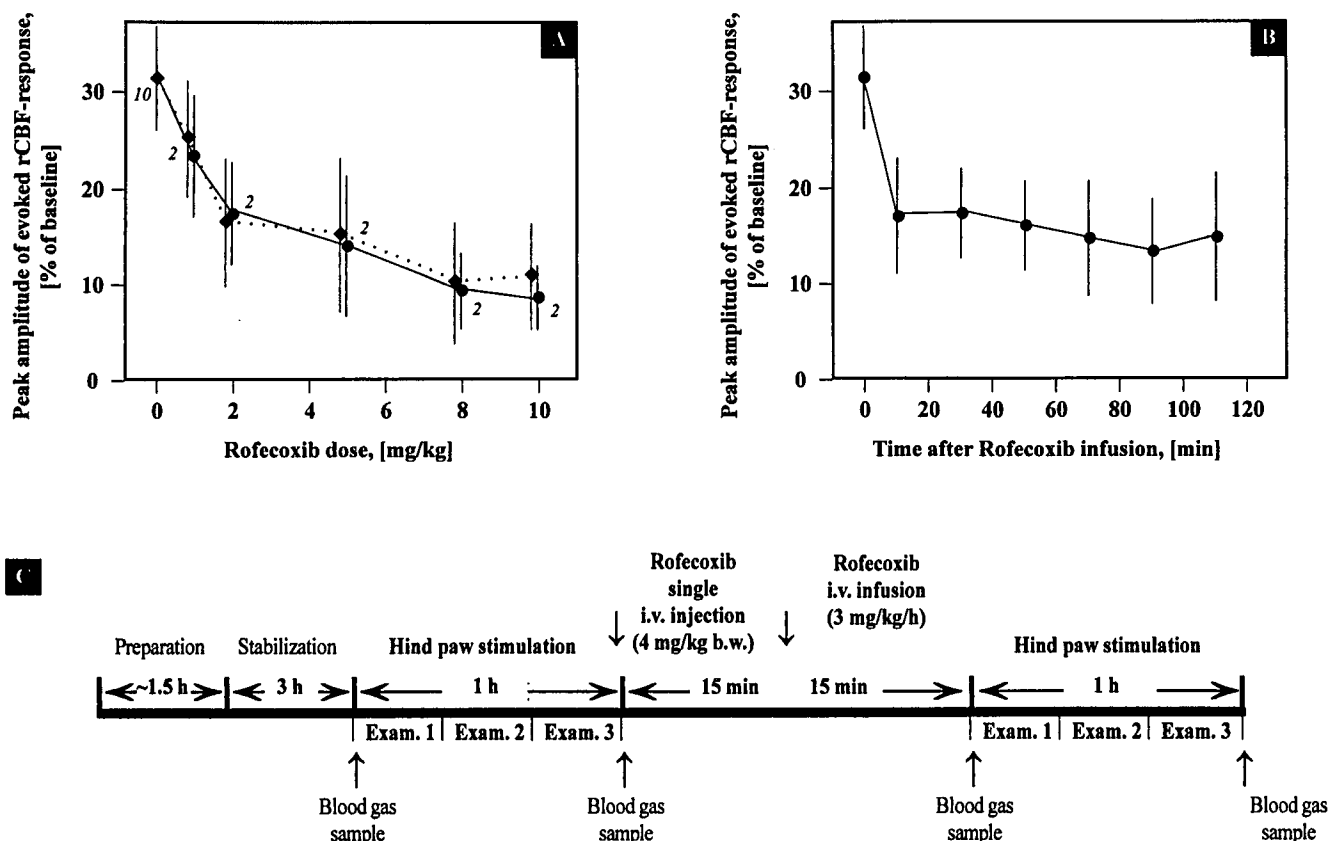 A
Peak amplitude of evoked rCBF-response,
[% of baseline]
30
20
10
0
10
2
2
2
2
2
0 2 4 6 8 10
Rofecoxib dose, [mg/kg]
B
Peak amplitude of evoked rCBF-response,
[% of baseline]
30
20
10
0
0 20 40 60 80 100 120
Time after Rofecoxib infusion, [min]
C
Rofecoxib
single
i.v. injection
(4 mg/kg b.w.)
Rofecoxib
i.v. infusion
(3 mg/kg/h)
Preparation Stabilization Hind paw stimulation Hind paw stimulation
~1.5 h 3 h 1 h 15 min 15 min 1 h
Exam. 1 Exam. 2 Exam. 3 Exam. 1 Exam. 2 Exam. 3
Blood gas
sample
Blood gas
sample
Blood gas
sample
Blood gas
sample